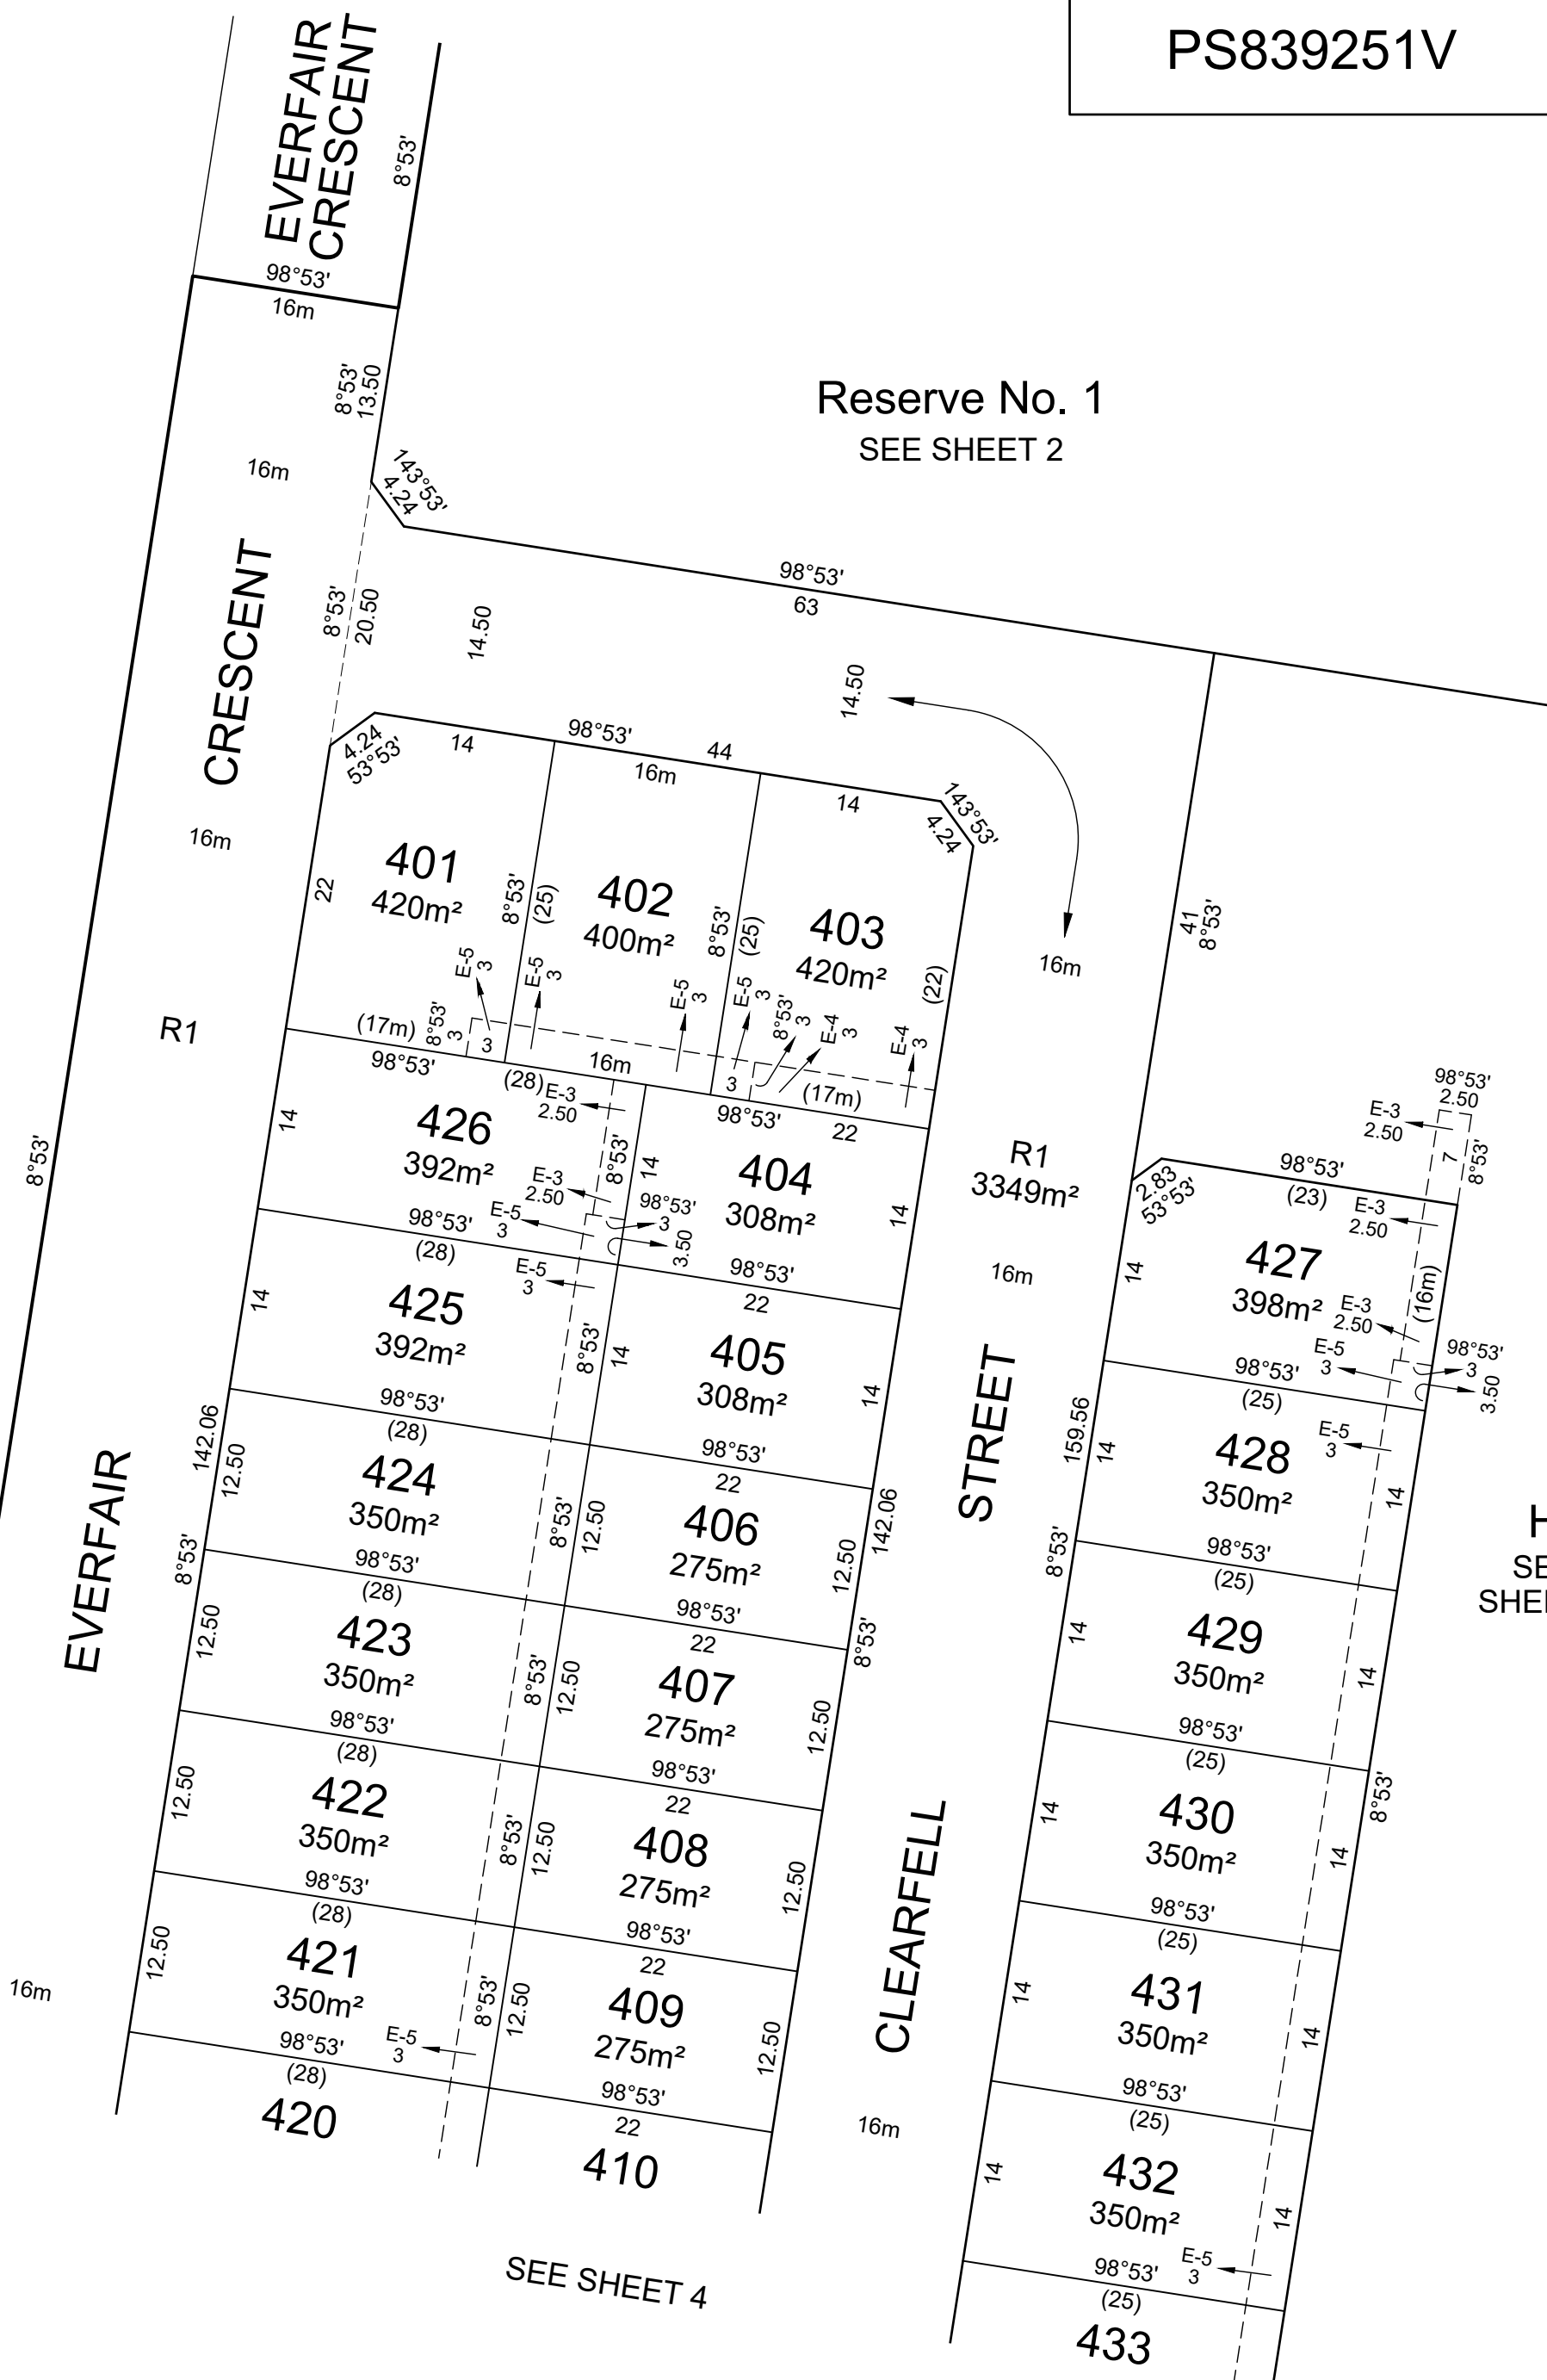 PS839251V
EVERFAIR
CRESCENT
8°53'
98°53'
16m
8°53'
13.50
Reserve No. 1
SEE SHEET 2
16m
143°53'
4.24
98°53'
63
8°53'
20.50
14.50
14.50
CRESCENT
4.24
53°53'
14
98°53'
44
16m
14
143°53'
4.24
16m
401
420m²
22
8°53'
(25)
402
400m²
8°53'
(25)
403
420m²
(22)
16m
41
8°53'
E-5
3
E-5
3
E-5
3
E-5
3
8°53'
3
E-4
3
E-4
3
R1
(17m)
8°53'
3
3
98°53'
16m
(28)
3
(17m)
98°53'
22
E-3
2.50
14
426
392m²
8°53'
14
404
308m²
14
R1
3349m²
8°53'
E-3
2.50
E-5
3
98°53'
3
3.50
98°53'
(28)
98°53'
22
16m
98°53'
2.50
E-3
2.50
7
8°53'
2.83
53°53'
98°53'
(23)
E-3
2.50
14
427
398m²
(16m)
E-3
2.50
E-5
3
98°53'
3
3.50
98°53'
(25)
E-5
3
14
425
392m²
8°53'
14
405
308m²
14
98°53'
(28)
98°53'
22
142.06
12.50
424
350m²
8°53'
12.50
406
275m²
12.50
142.06
STREET
159.56
14
428
350m²
E-5
3
14
H
SE
SHE
EVERFAIR
8°53'
98°53'
(28)
98°53'
22
8°53'
8°53'
98°53'
(25)
12.50
423
350m²
8°53'
12.50
407
275m²
12.50
14
429
350m²
14
98°53'
(28)
98°53'
22
98°53'
(25)
12.50
422
350m²
8°53'
12.50
408
275m²
12.50
14
430
350m²
14
8°53'
98°53'
(28)
98°53'
22
CLEARFELL
98°53'
(25)
12.50
421
350m²
8°53'
12.50
409
275m²
12.50
14
431
350m²
14
16m
98°53'
(28)
E-5
3
98°53'
22
16m
98°53'
(25)
420
410
14
432
350m²
14
E-5
3
98°53'
(25)
433
SEE SHEET 4